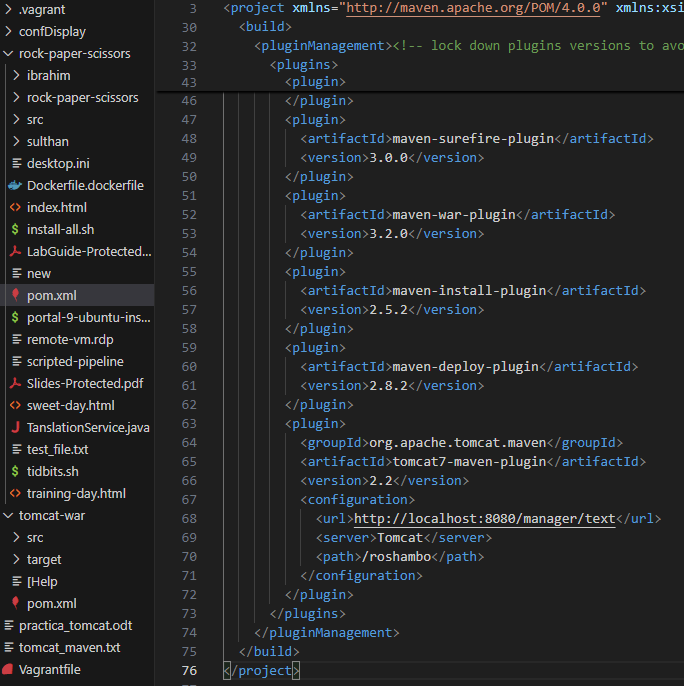 .vagrant
confDisplay
rock-paper-scissors
ibrahim
rock-paper-scissors
src
sulthan
desktop.ini
Dockerfile.dockerfile
index.html
$ install-all.sh
LabGuide-Protected...
new
pom.xml
$ portal-9-ubuntu-ins...
remote-vm.rdp
scripted-pipeline
Slides-Protected.pdf
sweet-day.html
J TanslationService.java
test_file.txt
$ tidbits.sh
training-day.html
tomcat-war
src
target
[Help
pom.xml
practica_tomcat.odt
tomcat_maven.txt
Vagrantfile
3 <project xmlns="http://maven.apache.org/POM/4.0.0" xmlns:xsi
30 <build>
32 <pluginManagement><!-- lock down plugins versions to avo
33 <plugins>
43 <plugin>
46 </plugin>
47 <plugin>
48 <artifactId>maven-surefire-plugin</artifactId>
49 <version>3.0.0</version>
50 </plugin>
51 <plugin>
52 <artifactId>maven-war-plugin</artifactId>
53 <version>3.2.0</version>
54 </plugin>
55 <plugin>
56 <artifactId>maven-install-plugin</artifactId>
57 <version>2.5.2</version>
58 </plugin>
59 <plugin>
60 <artifactId>maven-deploy-plugin</artifactId>
61 <version>2.8.2</version>
62 </plugin>
63 <plugin>
64 <groupId>org.apache.tomcat.maven</groupId>
65 <artifactId>tomcat7-maven-plugin</artifactId>
66 <version>2.2</version>
67 <configuration>
68 <url>http://localhost:8080/manager/text</url>
69 <server>Tomcat</server>
70 <path>/roshambo</path>
71 </configuration>
72 </plugin>
73 </plugins>
74 </pluginManagement>
75 </build>
76 </project>